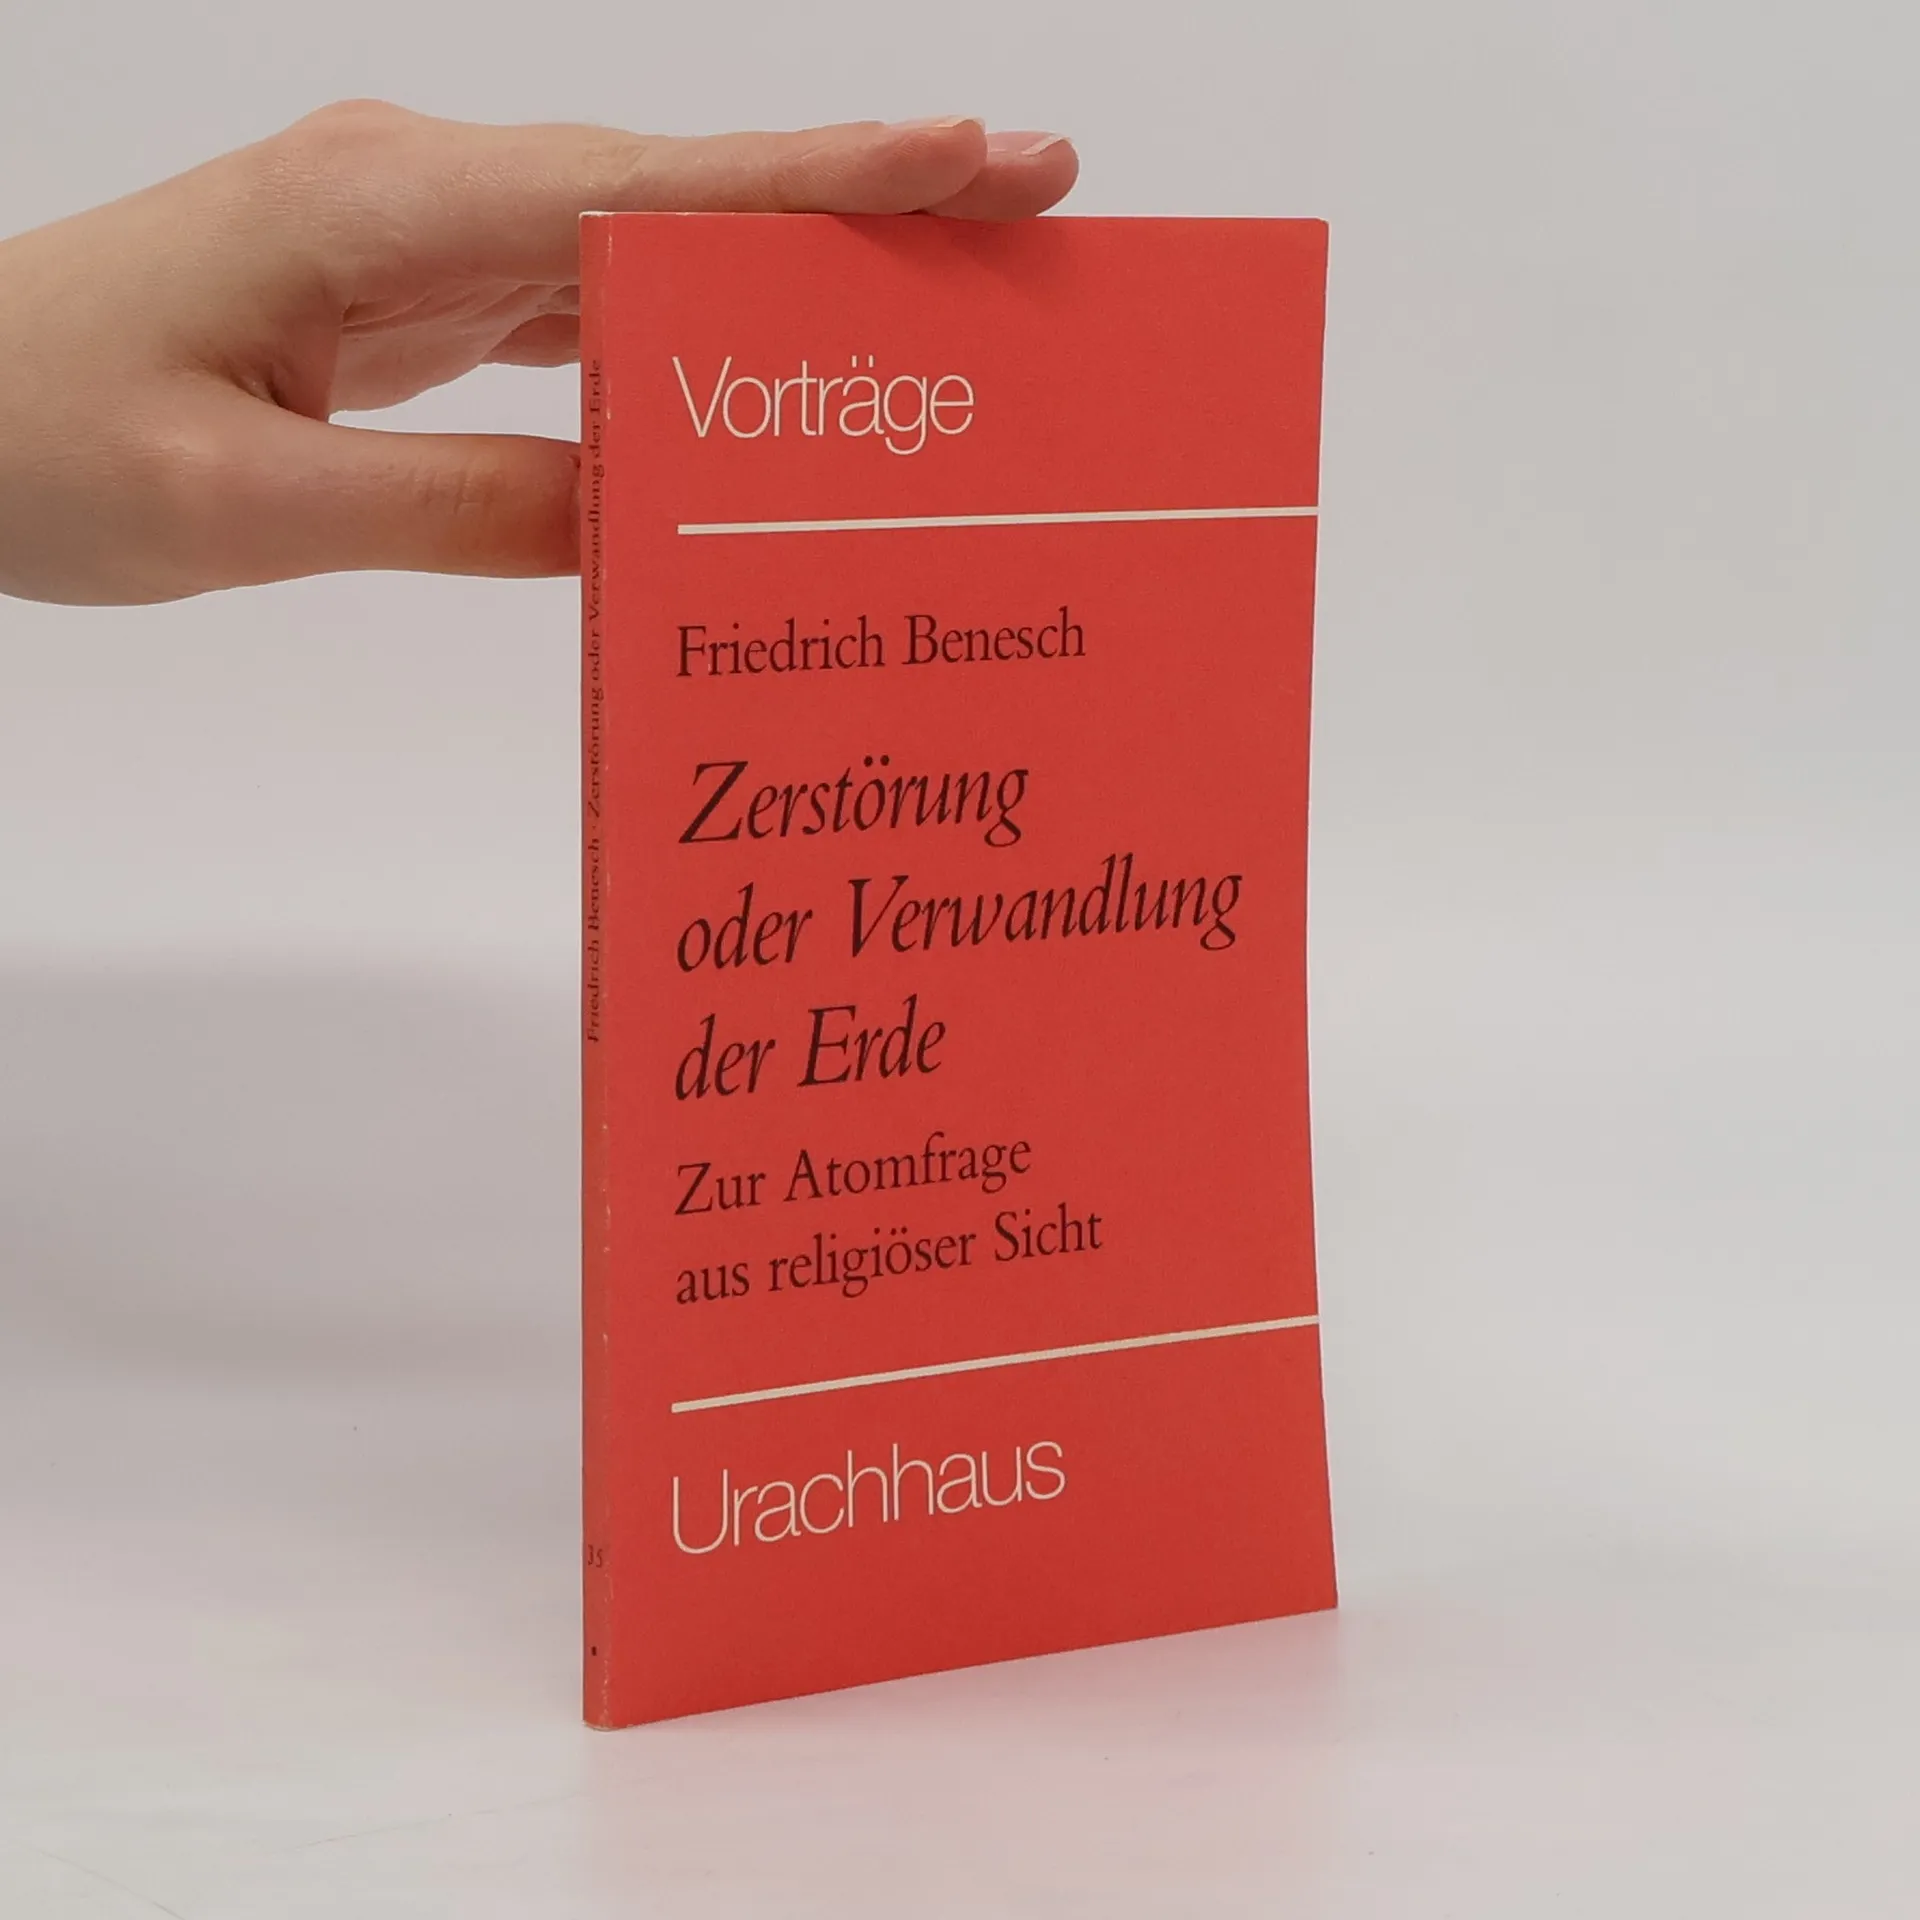 Vorträge
Friedrich Benesch
Zerstörung
oder Verwandlung
der Erde
Zur Atomfrage
aus religiöser Sicht
Urachhaus
Friedrich Benesch · Zerstörung oder Verwandlung der Erde
35